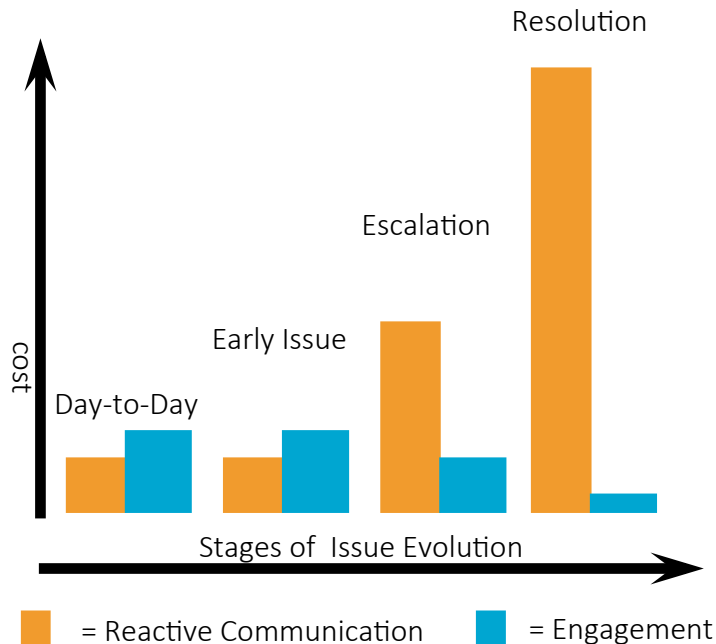 Resolution
Escalation
Early Issue
Day-to-Day
cost
Stages of Issue Evolution
= Reactive Communication
= Engagement